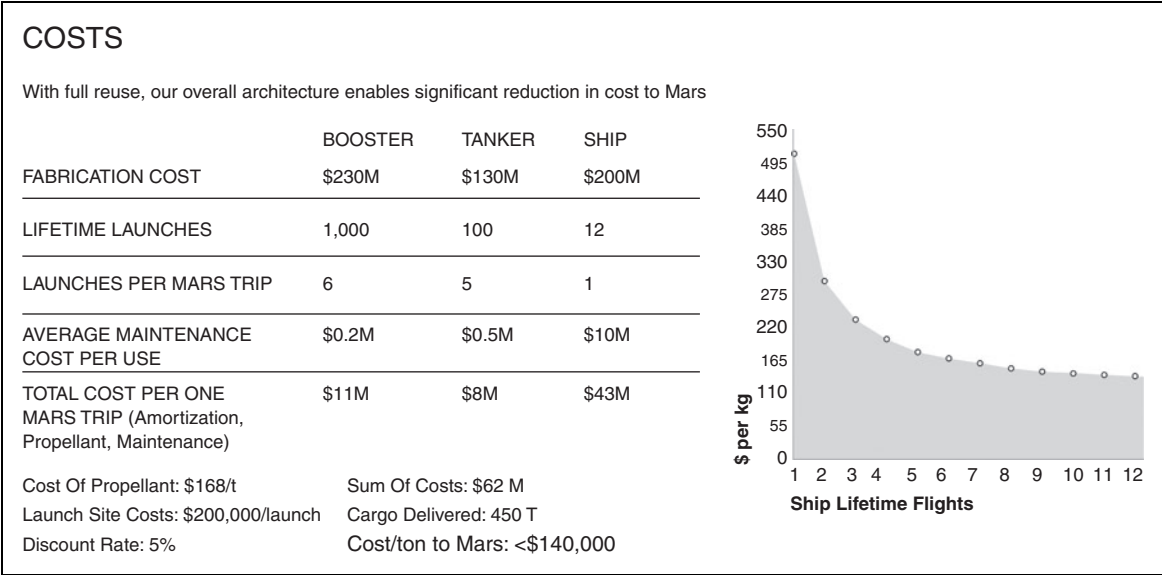 COSTS
With full reuse, our overall architecture enables significant reduction in cost to Mars
BOOSTER TANKER SHIP
FABRICATION COST $230M $130M $200M
LIFETIME LAUNCHES 1,000 100 12
LAUNCHES PER MARS TRIP 6 5 1
AVERAGE MAINTENANCE $0.2M $0.5M $10M
COST PER USE
TOTAL COST PER ONE $11M $8M $43M
MARS TRIP (Amortization,
Propellant, Maintenance)
Cost Of Propellant: $168/t Sum Of Costs: $62 M
Launch Site Costs: $200,000/launch Cargo Delivered: 450 T
Discount Rate: 5% Cost/ton to Mars: <$140,000
550
495
440
385
330
275
220
165
110
55
0
$ per kg
1 2 3 4 5 6 7 8 9 10 11 12
Ship Lifetime Flights